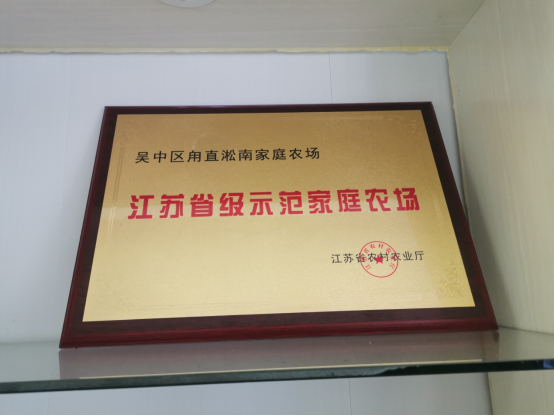 吴中区甪直淞南家庭农场
江苏省级示范家庭农场
江苏省农村农业厅